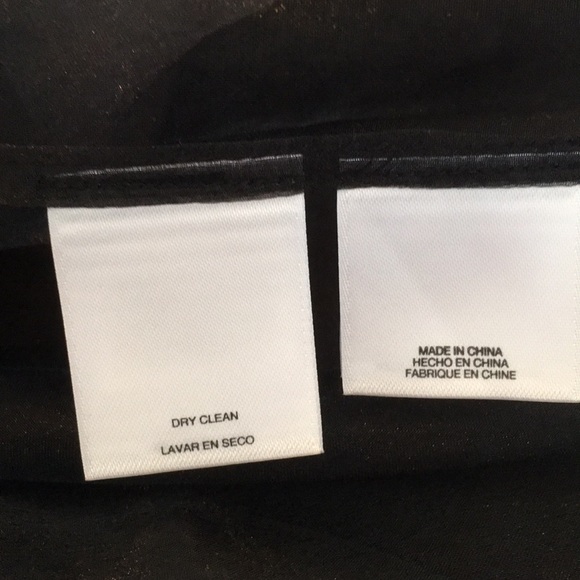 DRY CLEAN
LAVAR EN SECO
MADE IN CHINA
HECHO EN CHINA
FABRIQUE EN CHINE